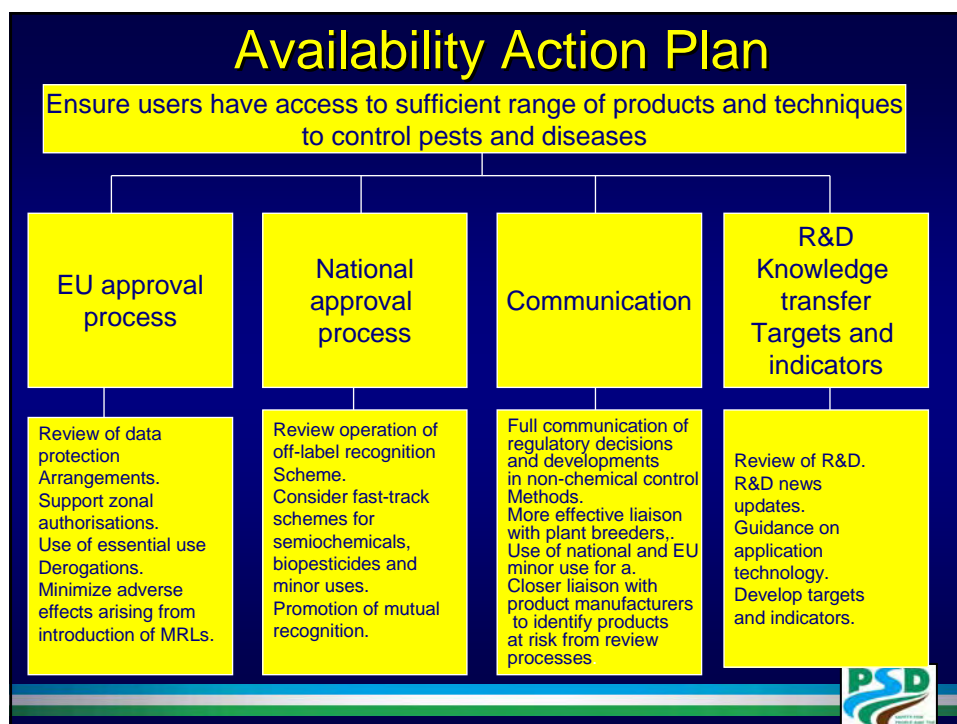 Availability Action Plan
Ensure users have access to sufficient range of products and techniques
to control pests and diseases
EU approval
process
National
approval
process
Communication
R&D
Knowledge
transfer
Targets and
indicators
Review of data
protection
Arrangements.
Support zonal
authorisations.
Use of essential use
Derogations.
Minimize adverse
effects arising from
introduction of MRLs.
Review operation of
off-label recognition
Scheme.
Consider fast-track
schemes for
semiochemicals,
biopesticides and
minor uses.
Promotion of mutual
recognition.
Full communication of
regulatory decisions
and developments
in non-chemical control
Methods.
More effective liaison
with plant breeders,.
Use of national and EU
minor use for a.
Closer liaison with
product manufacturers
to identify products
at risk from review
processes
Review of R&D.
R&D news
updates.
Guidance on
application
technology.
Develop targets
and indicators.
PSD